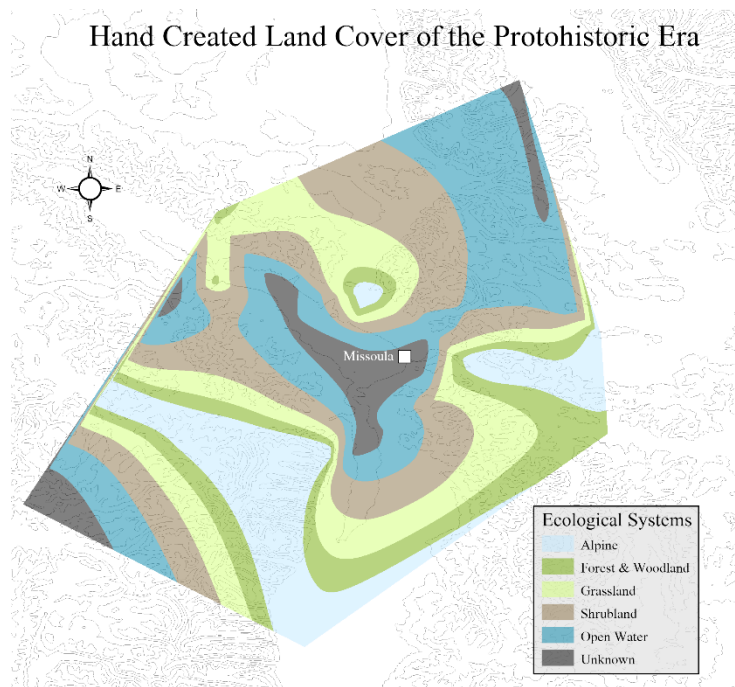 Hand Created Land Cover of the Protohistoric Era
N
W E
S
Missoula
Ecological Systems
Alpine
Forest & Woodland
Grassland
Shrubland
Open Water
Unknown